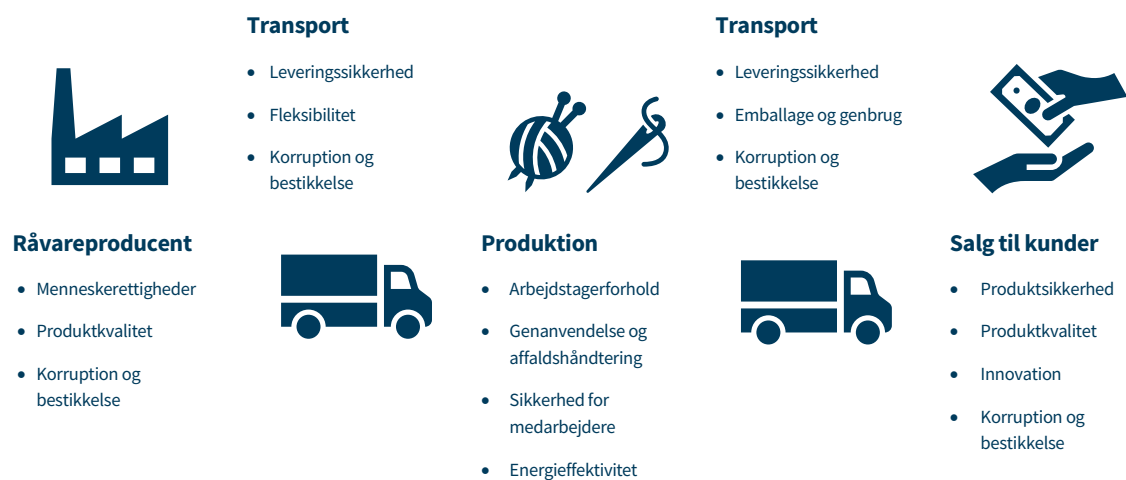 Transport
• Leveringssikkerhed
• Fleksibilitet
• Korruption og
bestikkelse
Transport
• Leveringssikkerhed
• Emballage og genbrug
• Korruption og
bestikkelse
Råvareproducent
• Menneskerettigheder
• Produktkvalitet
• Korruption og
bestikkelse
Produktion
• Arbejdstagerforhold
• Genanvendelse og
affaldshåndtering
• Sikkerhed for
medarbejdere
• Energieffektivitet
Salg til kunder
• Produktsikkerhed
• Produktkvalitet
• Innovation
• Korruption og
bestikkelse